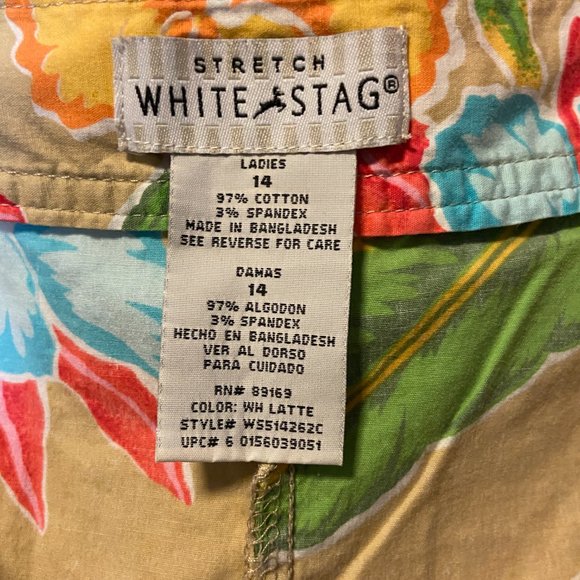 STRETCH
WHITE STAG®
LADIES
14
97% COTTON
3% SPANDEX
MADE IN BANGLADESH
SEE REVERSE FOR CARE
DAMAS
14
97% ALGODON
3% SPANDEX
HECHO EN BANGLADESH
VER AL DORSO
PARA CUIDADO
RN# 89169
COLOR: WH LATTE
STYLE# WS514262C
UPC# 6 0156039051